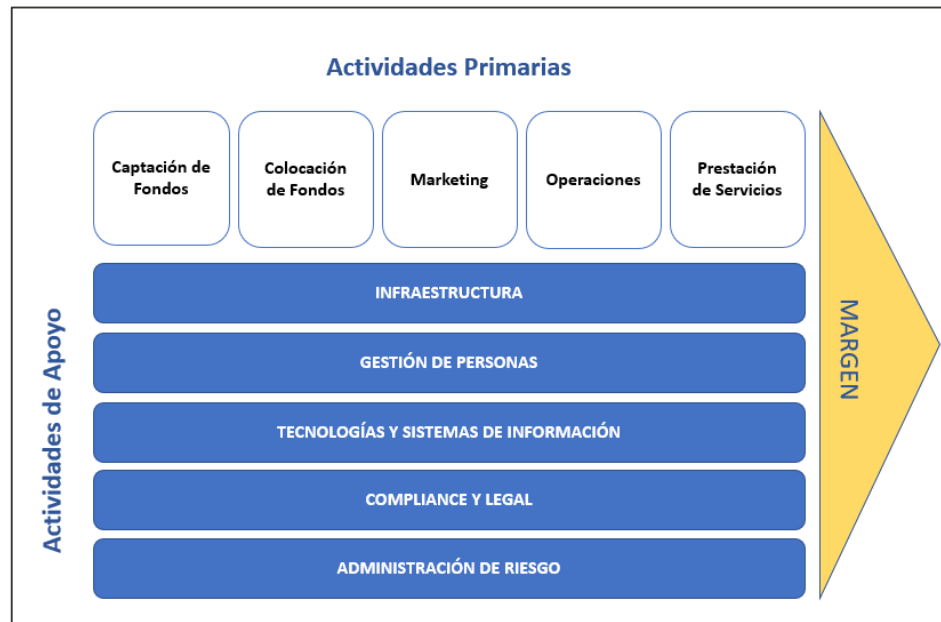 Actividades Primarias
Captación de
Fondos
Colocación
de Fondos
Marketing
Operaciones
Prestación
de Servicios
Actividades de Apoyo
INFRAESTRUCTURA
GESTIÓN DE PERSONAS
TECNOLOGÍAS Y SISTEMAS DE INFORMACIÓN
COMPLIANCE Y LEGAL
ADMINISTRACIÓN DE RIESGO
MARGEN